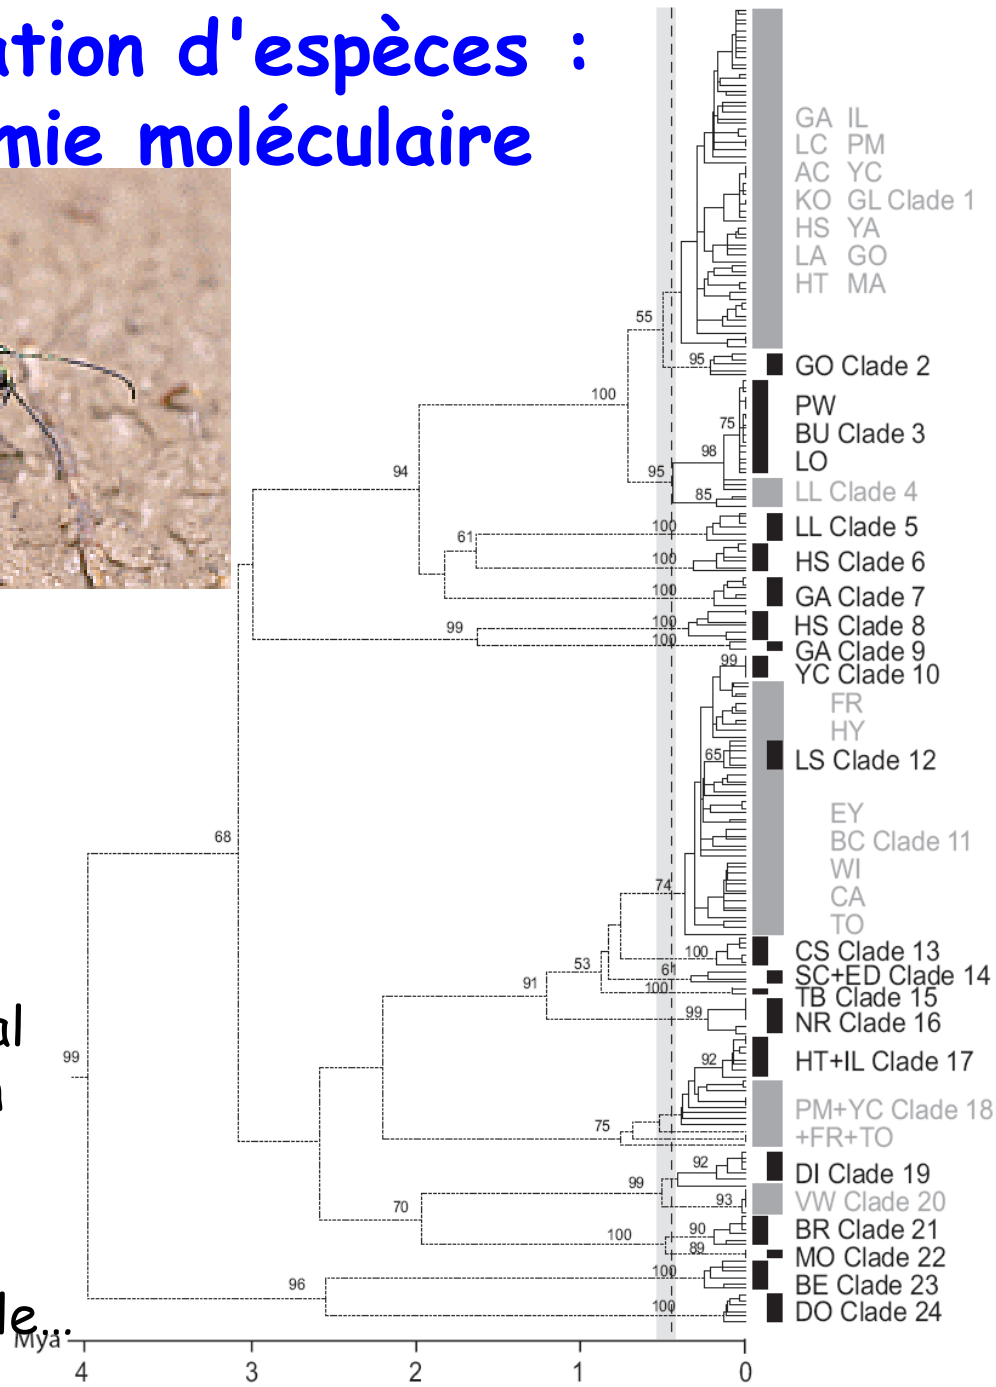 ation d'espèces :
mie moléculaire
GA IL
LC PM
AC YC
KO GL Clade 1
HS YA
LA GO
HT MA
55
95
GO Clade 2
100
PW
75
BU Clade 3
98
LO
94
95
85
LL Clade 4
61
100
LL Clade 5
100
HS Clade 6
100
GA Clade 7
99
100
HS Clade 8
100
GA Clade 9
99
YC Clade 10
FR
HY
65
LS Clade 12
EY
68
BC Clade 11
WI
74
CA
TO
100
CS Clade 13
53
61
SC+ED Clade 14
91
100
TB Clade 15
99
NR Clade 16
al
99
92
HT+IL Clade 17
PM+YC Clade 18
75
+FR+TO
92
DI Clade 19
99
93
VW Clade 20
70
90
BR Clade 21
100
89
MO Clade 22
100
BE Clade 23
96
100
DO Clade 24
le...
Mya
4 3 2 1 0